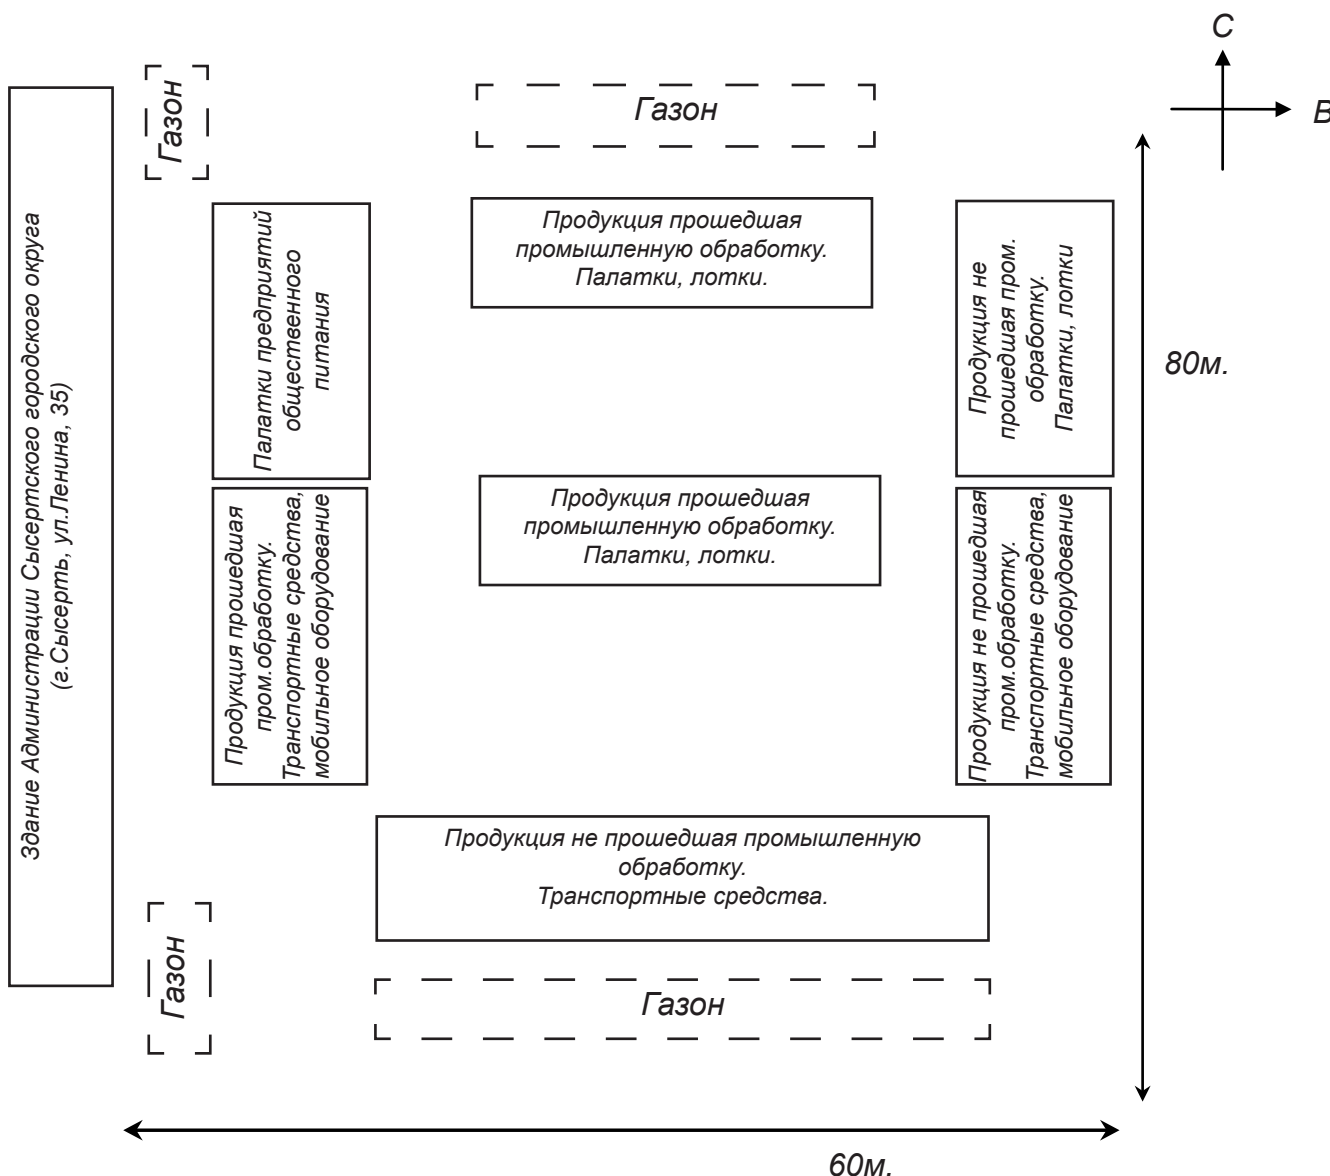 С
В
Газон
Газон
Здание Администрации Сысертского городского округа
(г.Сысерть, ул.Ленина, 35)
Палатки предприятий
общественного
питания
Продукция прошедшая
промышленную обработку.
Палатки, лотки.
Продукция не
прошедшая пром.
обработку.
Палатки, лотки
80м.
Продукция прошедшая
пром.обработку.
Транспортные средства,
мобильное оборудование
Продукция прошедшая
промышленную обработку.
Палатки, лотки.
Продукция не прошедшая
пром.обработку.
Транспортные средства,
мобильное оборудование
Продукция не прошедшая промышленную
обработку.
Транспортные средства.
Газон
Газон
60м.